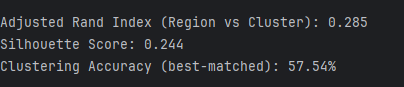 Adjusted Rand Index (Region vs Cluster): 0.285
Silhouette Score: 0.244
Clustering Accuracy (best-matched): 57.54%